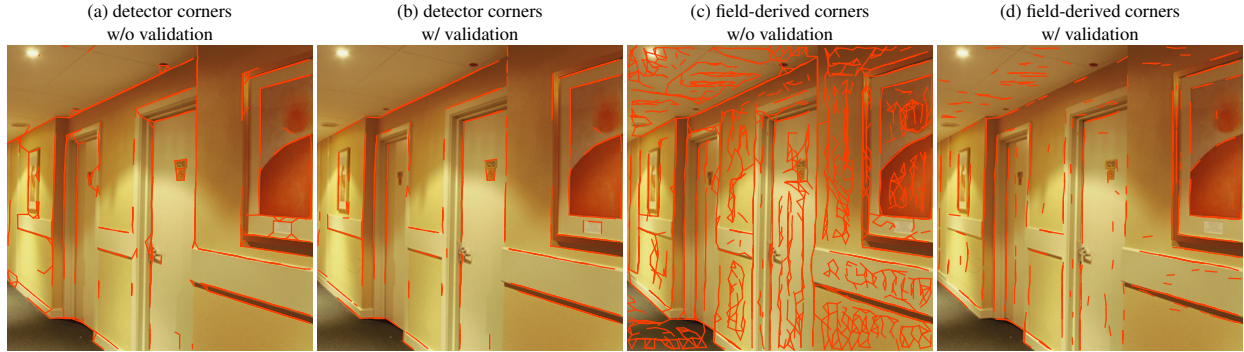 (a) detector corners
w/o validation
(b) detector corners
w/ validation
(c) field-derived corners
w/o validation
(d) field-derived corners
w/ validation